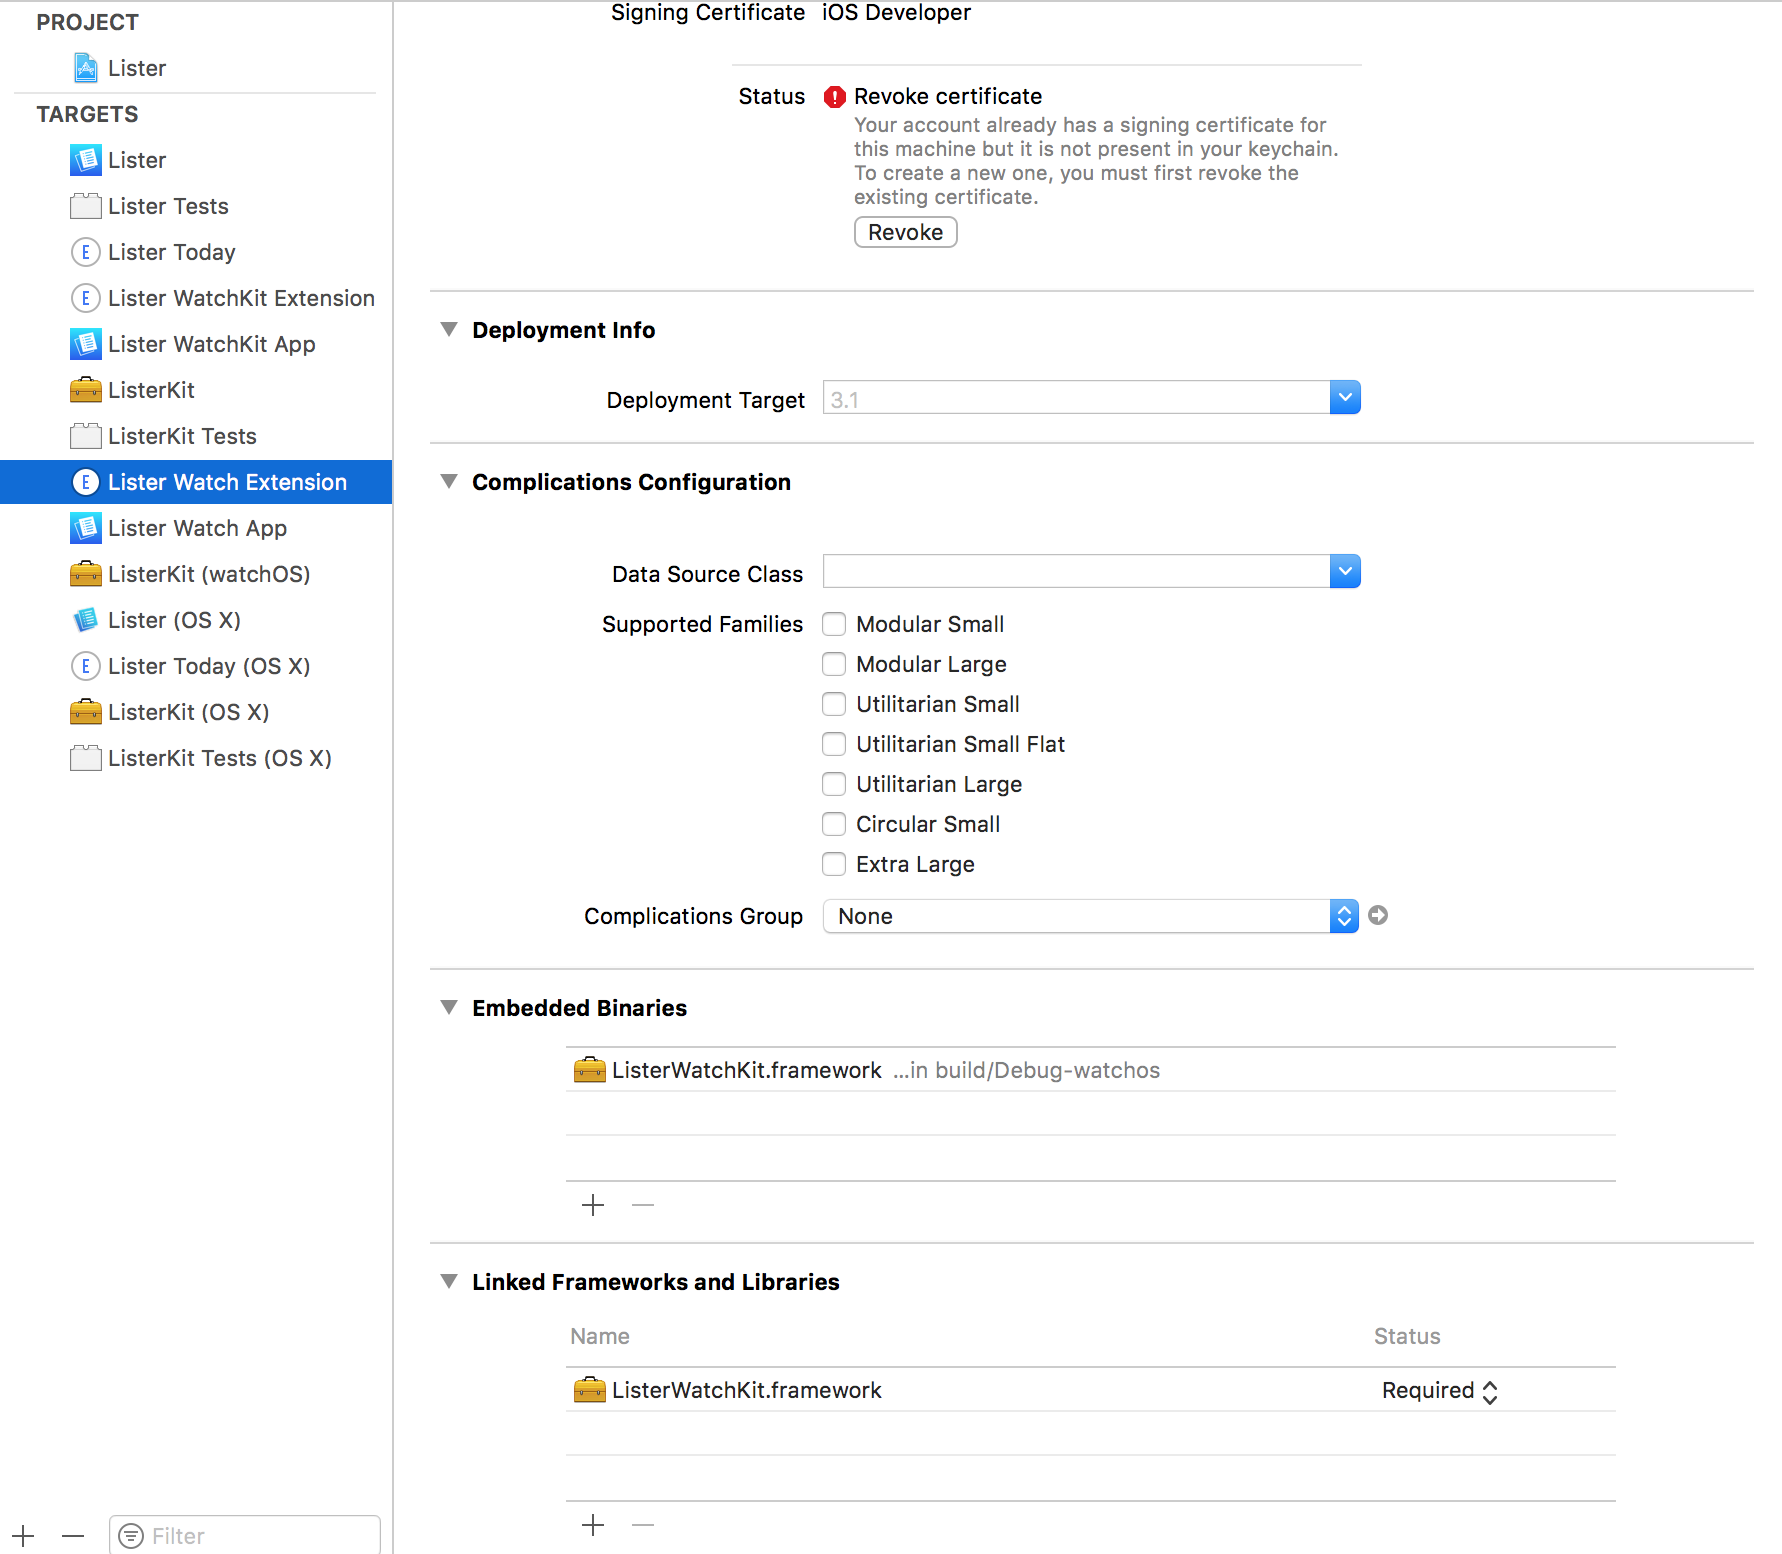 PROJECT
Lister
TARGETS
Lister
Lister Tests
E Lister Today
E Lister WatchKit Extension
Lister WatchKit App
ListerKit
ListerKit Tests
E Lister Watch Extension
Lister Watch App
ListerKit (watchOS)
Lister (OS X)
E Lister Today (OS X)
ListerKit (OS X)
ListerKit Tests (OS X)
Filter
Signing Certificate iOS Developer
Status Revoke certificate
Your account already has a signing certificate for
this machine but it is not present in your keychain.
To create a new one, you must first revoke the
existing certificate.
Revoke
Deployment Info
Deployment Target 3.1
Complications Configuration
Data Source Class
Supported Families Modular Small
Modular Large
Utilitarian Small
Utilitarian Small Flat
Utilitarian Large
Circular Small
Extra Large
Complications Group None
Embedded Binaries
ListerWatchKit.framework ...in build/Debug-watchos
Linked Frameworks and Libraries
Name Status
ListerWatchKit.framework Required